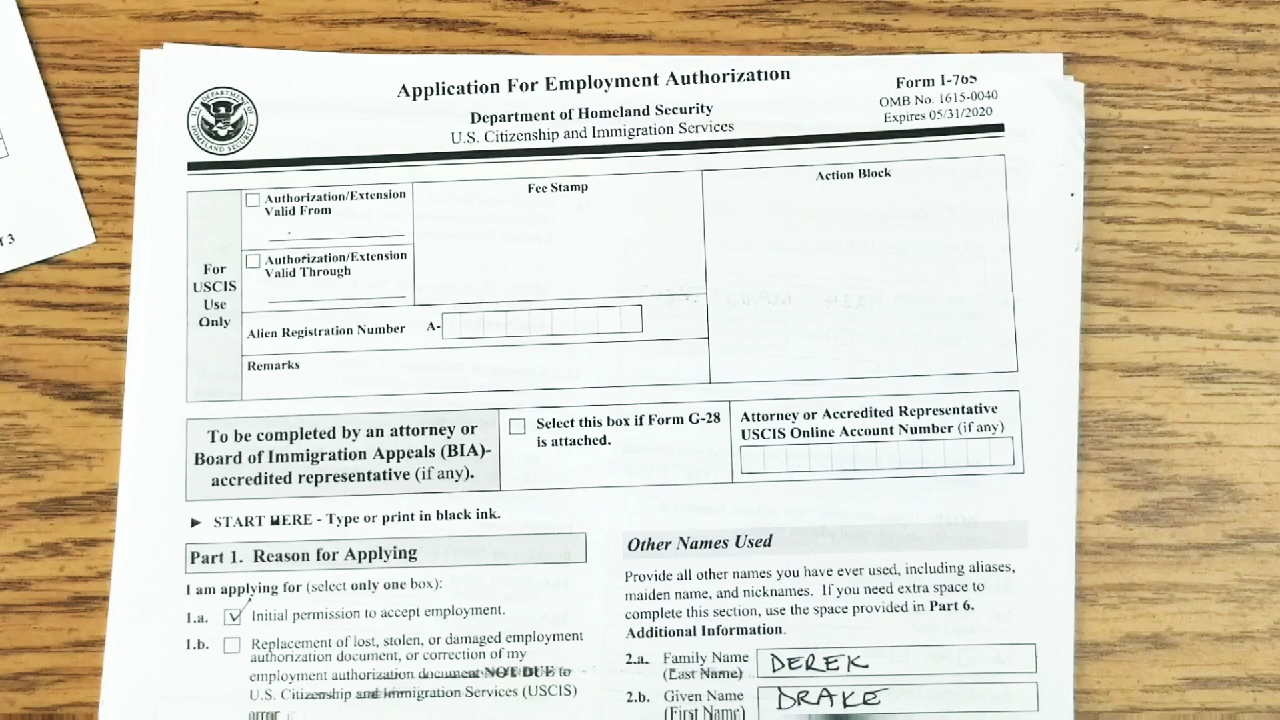 Application For Employment Authorization
Department of Homeland Security
U.S. Citizenship and Immigration Services
Form I-765
OMB No. 1615-0040
Expires 05/31/2020
For
USCIS
Use
Only
Authorization/Extension
Valid From
Authorization/Extension
Valid Through
Fee Stamp
Action Block
Alien Registration Number A-
Remarks
To be completed by an attorney or
Board of Immigration Appeals (BIA)-
accredited representative (if any).
Select this box if Form G-28
is attached.
Attorney or Accredited Representative
USCIS Online Account Number (if any)
► START HERE - Type or print in black ink.
Part 1. Reason for Applying
I am applying for (select only one box):
1.a. Initial permission to accept employment.
1.b. Replacement of lost, stolen, or damaged employment
authorization document, or correction of my
employment authorization document NOT DUE to
U.S. Citizenship and Immigration Services (USCIS)
error
Other Names Used
Provide all other names you have ever used, including aliases,
maiden name, and nicknames. If you need extra space to
complete this section, use the space provided in Part 6.
Additional Information.
2.a. Family Name
(Last Name)
DEREK
2.b. Given Name
(First Name)
DRAKE